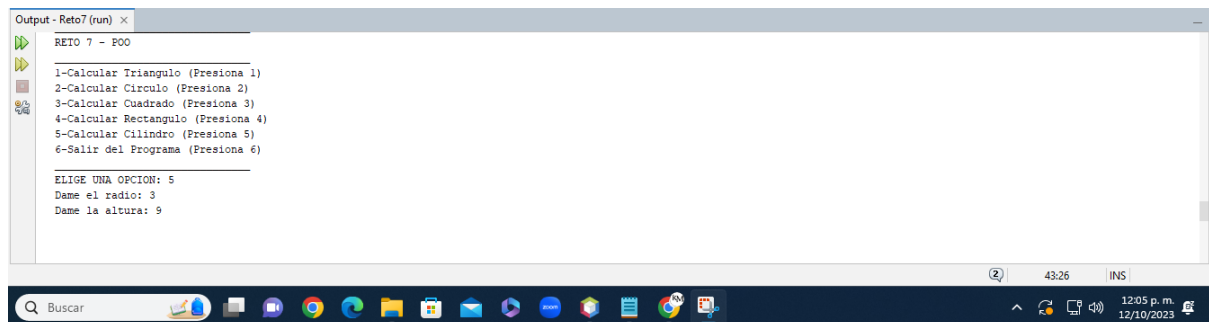 Output - Reto7 (run) ×
RETO 7 - POO
1-Calcular Triangulo (Presiona 1)
2-Calcular Circulo (Presiona 2)
3-Calcular Cuadrado (Presiona 3)
4-Calcular Rectangulo (Presiona 4)
5-Calcular Cilindro (Presiona 5)
6-Salir del Programa (Presiona 6)
ELIGE UNA OPCION: 5
Dame el radio: 3
Dame la altura: 9
2 43:26 INS
Buscar zoom RM 12:05 p. m.
12/10/2023